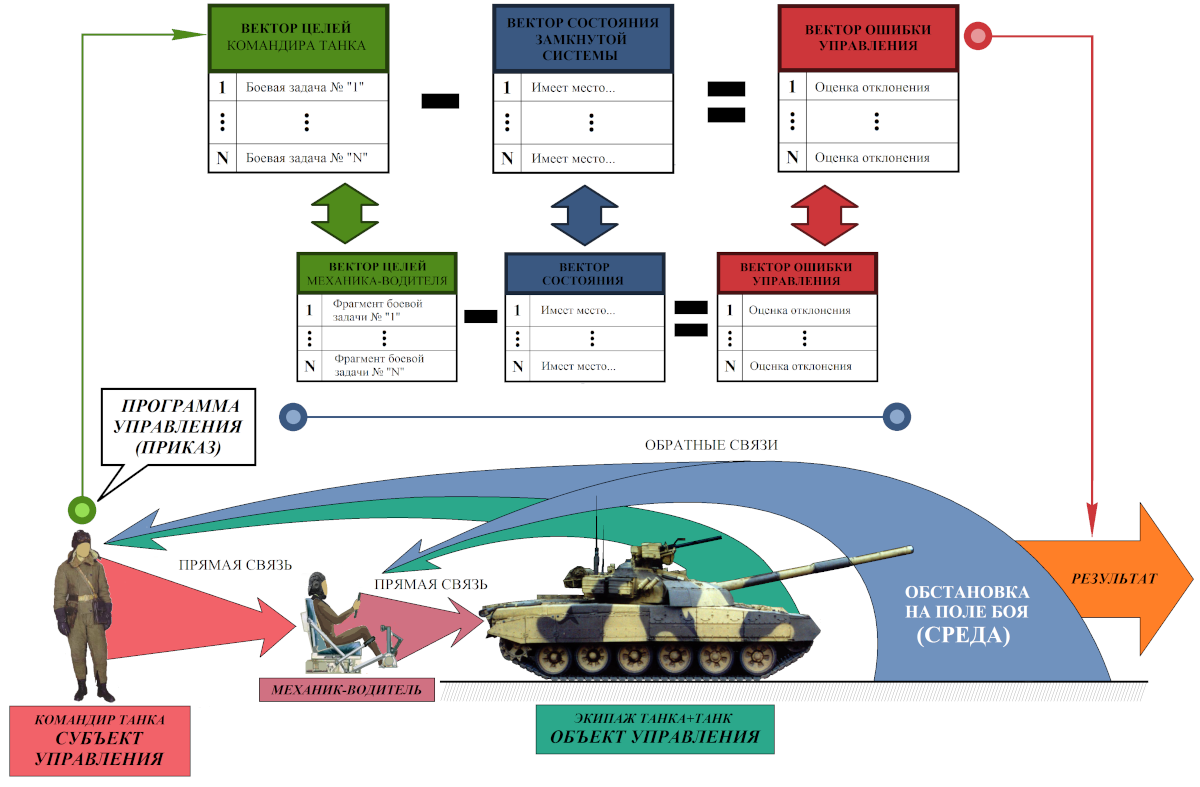 ВЕКТОР ЦЕЛЕЙ
КОМАНДИРА ТАНКА
1 Боевая задача № "1"
N Боевая задача № "N"
ВЕКТОР СОСТОЯНИЯ
ЗАМКНУТОЙ
СИСТЕМЫ
1 Имеет место...
N Имеет место...
ВЕКТОР ОШИБКИ
УПРАВЛЕНИЯ
1 Оценка отклонения
N Оценка отклонения
ВЕКТОР ЦЕЛЕЙ
МЕХАНИКА-ВОДИТЕЛЯ
1 Фрагмент боевой
задачи № "1"
N Фрагмент боевой
задачи № "N"
ВЕКТОР
СОСТОЯНИЯ
1 Имеет место...
N Имеет место...
ВЕКТОР ОШИБКИ
УПРАВЛЕНИЯ
1 Оценка отклонения
N Оценка отклонения
ПРОГРАММА
УПРАВЛЕНИЯ
(ПРИКАЗ)
ОБРАТНЫЕ СВЯЗИ
ПРЯМАЯ СВЯЗЬ
ПРЯМАЯ СВЯЗЬ
ОБСТАНОВКА
НА ПОЛЕ БОЯ
(СРЕДА)
РЕЗУЛЬТАТ
МЕХАНИК-ВОДИТЕЛЬ
КОМАНДИР ТАНКА
СУБЪЕКТ
УПРАВЛЕНИЯ
ЭКИПАЖ ТАНКА+ТАНК
ОБЪЕКТ УПРАВЛЕНИЯ